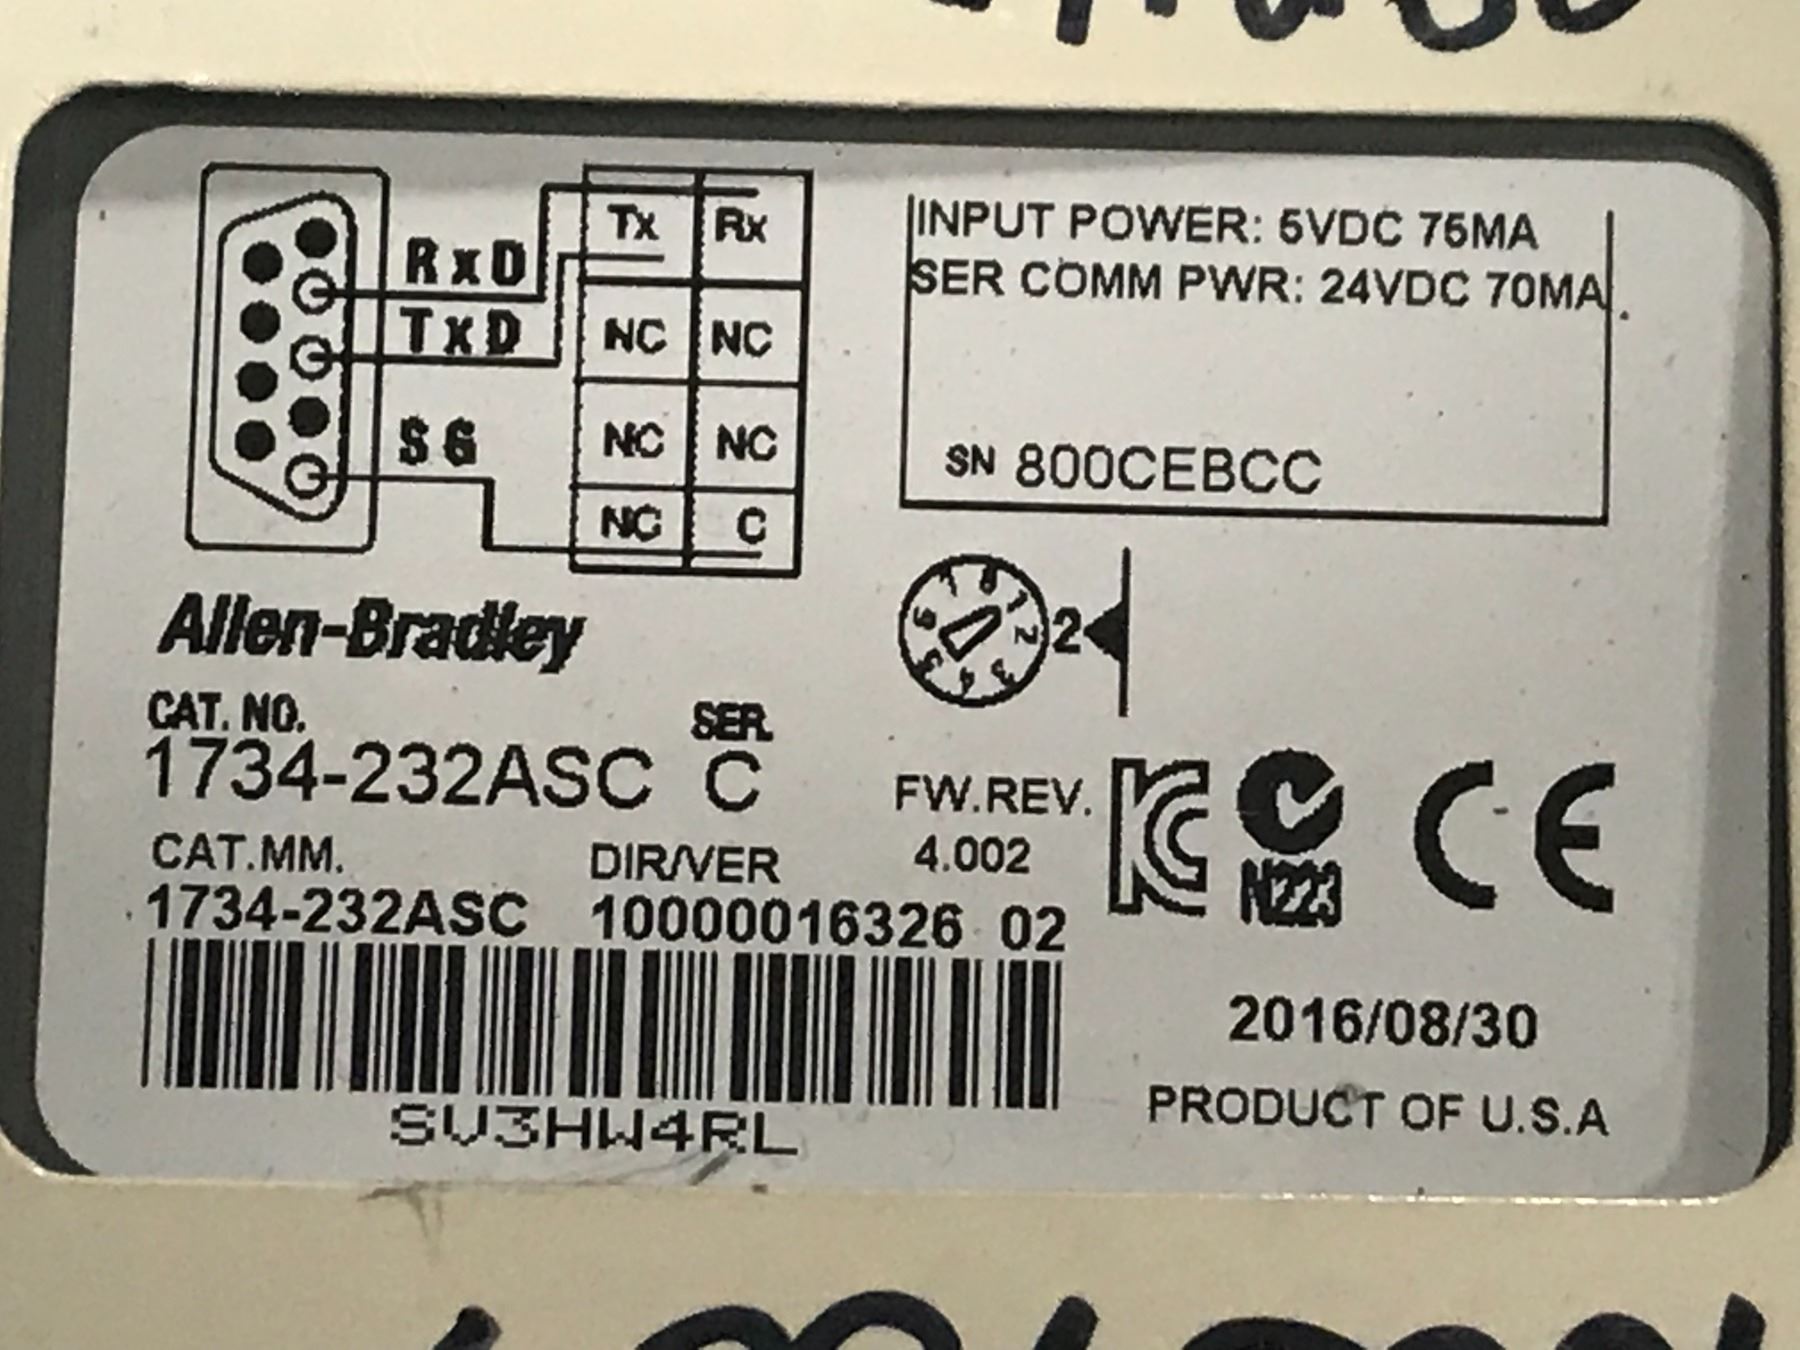 Tx Rx
RxD
TxD
NC NC
SG NC NC
NC C
INPUT POWER: 5VDC 75MA
SER COMM PWR: 24VDC 70MA
SN 800CEBCC
2
Allen-Bradley
CAT. NO. SER.
1734-232ASC C
FW.REV.
4.002
CAT.MM. DIR/VER
1734-232ASC 10000016326 02
N223
CE
2016/08/30
PRODUCT OF U.S.A
SV3HW4RL